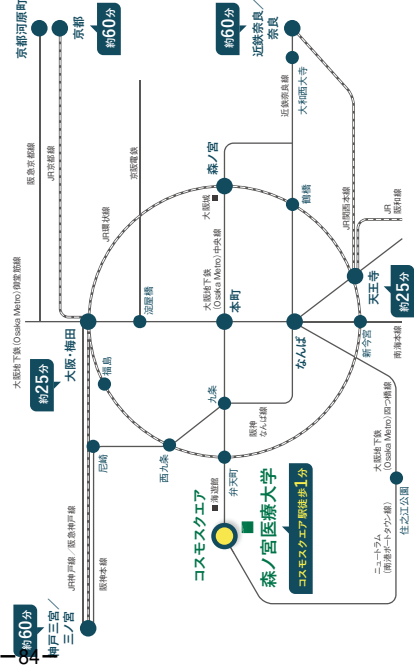 京都河原町
京都
約60分
近鉄奈良／
奈良
約60分
阪急京都線
JR京都線
京阪電鉄
近鉄奈良線
大和西大寺
森ノ宮
大阪城
鶴橋
JR環状線
JR関西本線
JR
阪和線
大阪地下鉄
(Osaka Metro)中央線
大阪地下鉄(Osaka Metro)御堂筋線
淀屋橋
本町
天王寺
約25分
大阪・梅田
約25分
なんば
新今宮
南海本線
福島
九条
阪神
なんば線
大阪地下鉄
(Osaka Metro)四つ橋線
尼崎
西九条
弁天町
海遊館
住之江公園
コスモスクエア
森ノ宮医療大学
コスモスクエア駅徒歩1分
JR神戸線／阪急神戸線
阪神本線
ニュートラム
(南港ポートタウン線)
約60分
神戸三宮／
三ノ宮
84